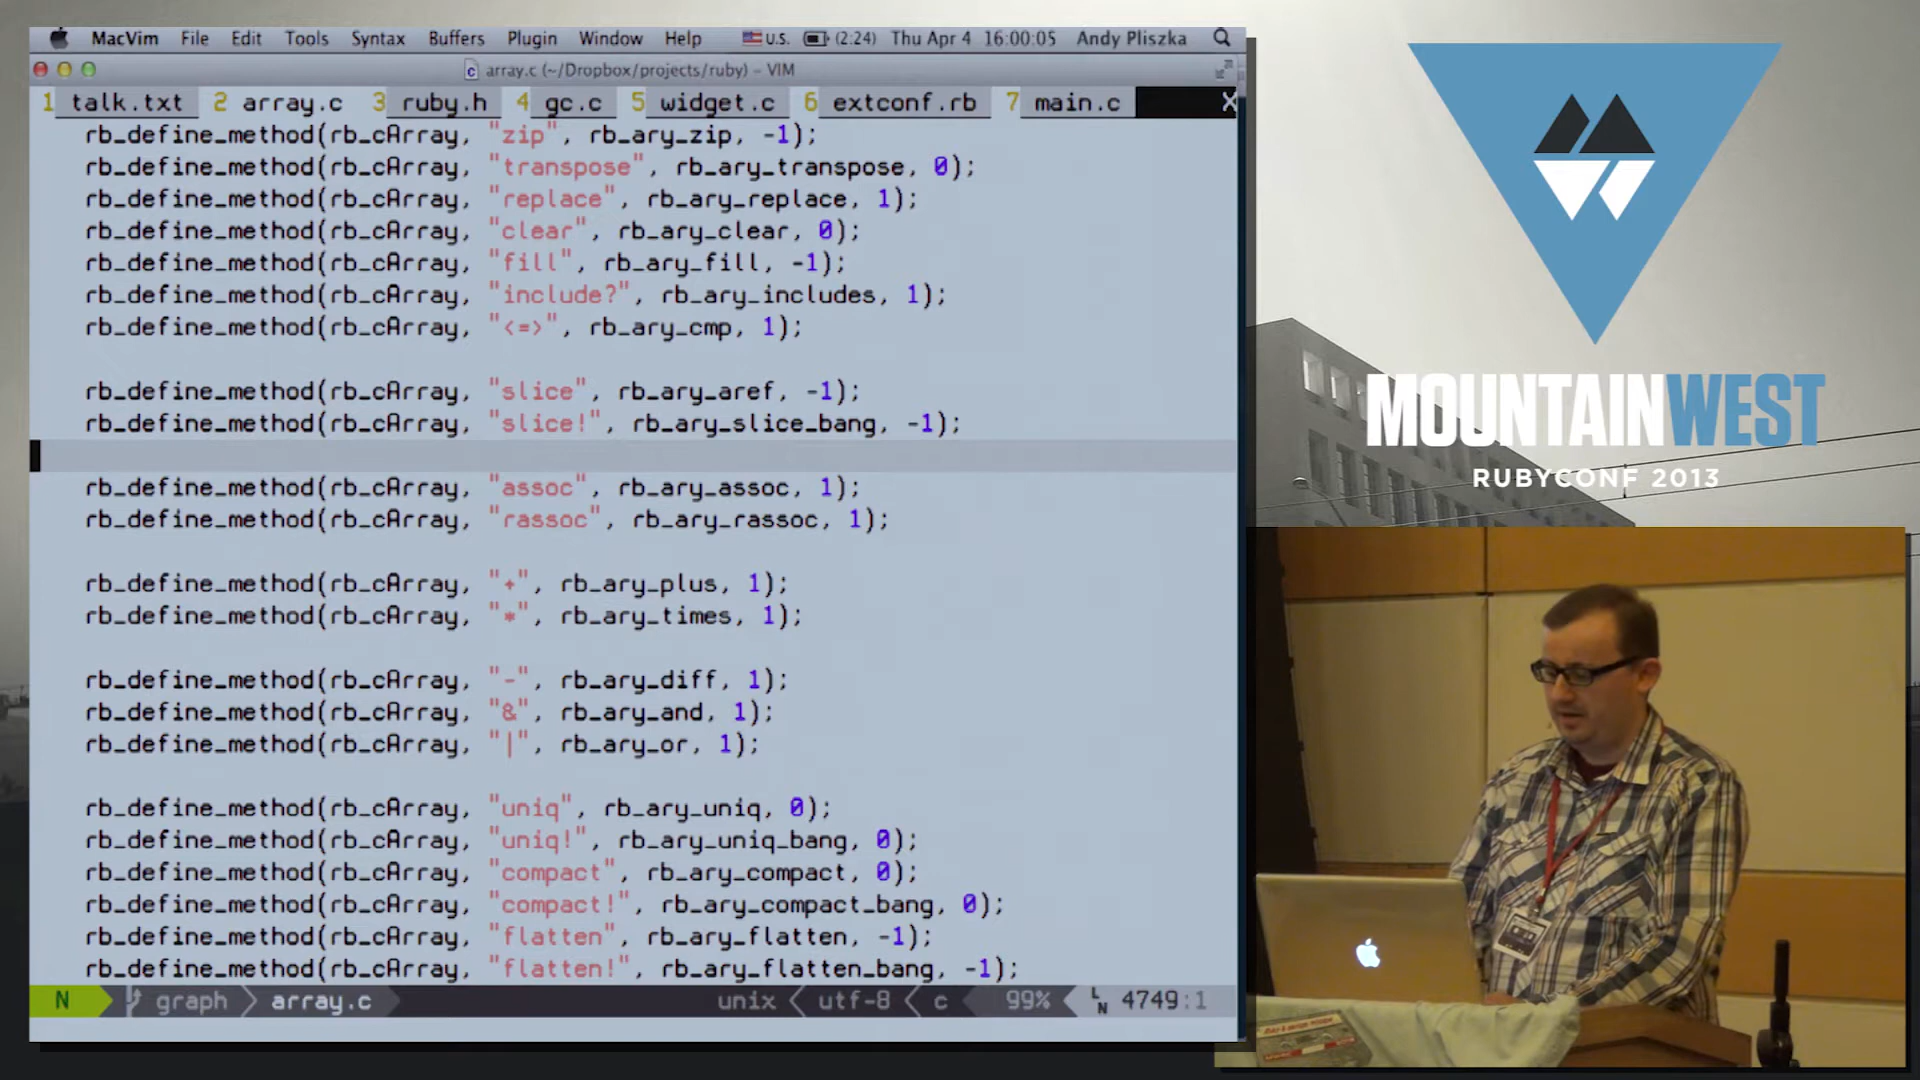 MacVim File Edit Tools Syntax Buffers Plugin Window Help U.S. (2:24) Thu Apr 4 16:00:05 Andy Pliszka
array.c (~/Dropbox/projects/ruby) – VIM
1 talk.txt 2 array.c 3 ruby.h 4 gc.c 5 widget.c 6 extconf.rb 7 main.c X
rb_define_method(rb_cArray, "zip", rb_ary_zip, -1);
rb_define_method(rb_cArray, "transpose", rb_ary_transpose, 0);
rb_define_method(rb_cArray, "replace", rb_ary_replace, 1);
rb_define_method(rb_cArray, "clear", rb_ary_clear, 0);
rb_define_method(rb_cArray, "fill", rb_ary_fill, -1);
rb_define_method(rb_cArray, "include?", rb_ary_includes, 1);
rb_define_method(rb_cArray, "<=>", rb_ary_cmp, 1);
rb_define_method(rb_cArray, "slice", rb_ary_aref, -1);
rb_define_method(rb_cArray, "slice!", rb_ary_slice_bang, -1);
rb_define_method(rb_cArray, "assoc", rb_ary_assoc, 1);
rb_define_method(rb_cArray, "rassoc", rb_ary_rassoc, 1);
rb_define_method(rb_cArray, "+", rb_ary_plus, 1);
rb_define_method(rb_cArray, "*", rb_ary_times, 1);
rb_define_method(rb_cArray, "-", rb_ary_diff, 1);
rb_define_method(rb_cArray, "&", rb_ary_and, 1);
rb_define_method(rb_cArray, "|", rb_ary_or, 1);
rb_define_method(rb_cArray, "uniq", rb_ary_uniq, 0);
rb_define_method(rb_cArray, "uniq!", rb_ary_uniq_bang, 0);
rb_define_method(rb_cArray, "compact", rb_ary_compact, 0);
rb_define_method(rb_cArray, "compact!", rb_ary_compact_bang, 0);
rb_define_method(rb_cArray, "flatten", rb_ary_flatten, -1);
rb_define_method(rb_cArray, "flatten!", rb_ary_flatten_bang, -1);
N graph array.c unix utf-8 c 99% LN 4749:1
MOUNTAINWEST
RUBYCONF 2013